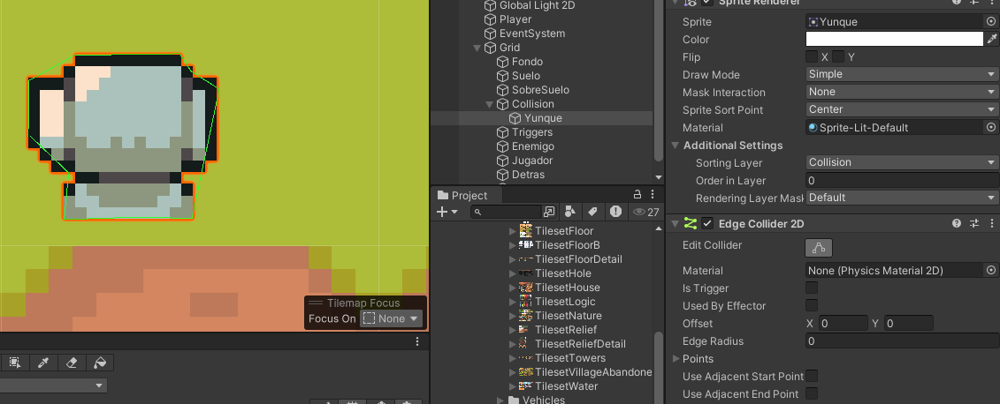 Global Light 2D
Player
EventSystem
Grid
Fondo
Suelo
SobreSuelo
Collision
Yunque
Triggers
Enemigo
Jugador
Detras
Tilemap Focus
Focus On None
Project
27
TilesetFloor
TilesetFloorB
TilesetFloorDetail
TilesetHole
TilesetHouse
TilesetLogic
TilesetNature
TilesetRelief
TilesetReliefDetail
TilesetTowers
TilesetVillageAbandone
TilesetWater
Vehicles
Sprite Renderer
Sprite Yunque
Color
Flip X Y
Draw Mode Simple
Mask Interaction None
Sprite Sort Point Center
Material Sprite-Lit-Default
Additional Settings
Sorting Layer Collision
Order in Layer 0
Rendering Layer Mask Default
Edge Collider 2D
Edit Collider
Material None (Physics Material 2D)
Is Trigger
Used By Effector
Offset X 0 Y 0
Edge Radius 0
Points
Use Adjacent Start Point
Use Adjacent End Point